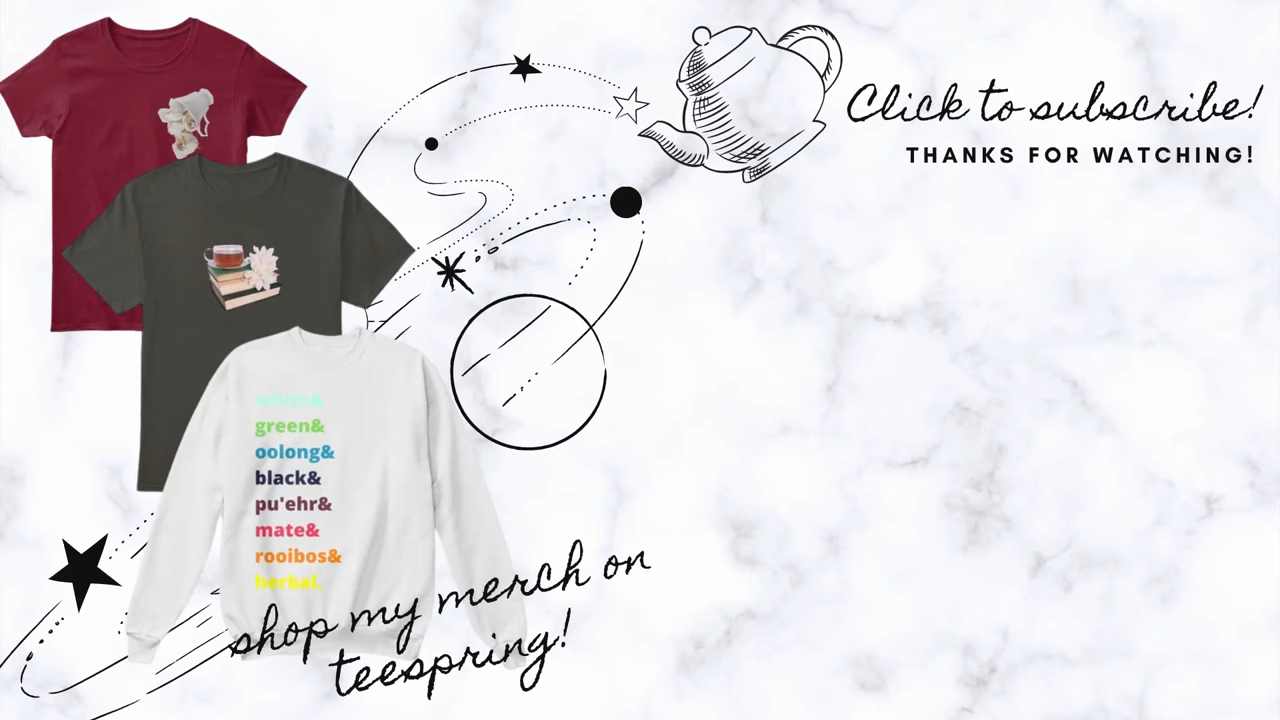 Click to subscribe!
THANKS FOR WATCHING!
white&
green&
oolong&
black&
pu'ehr&
mate&
rooibos&
herbal.
shop my merch on
teespring!